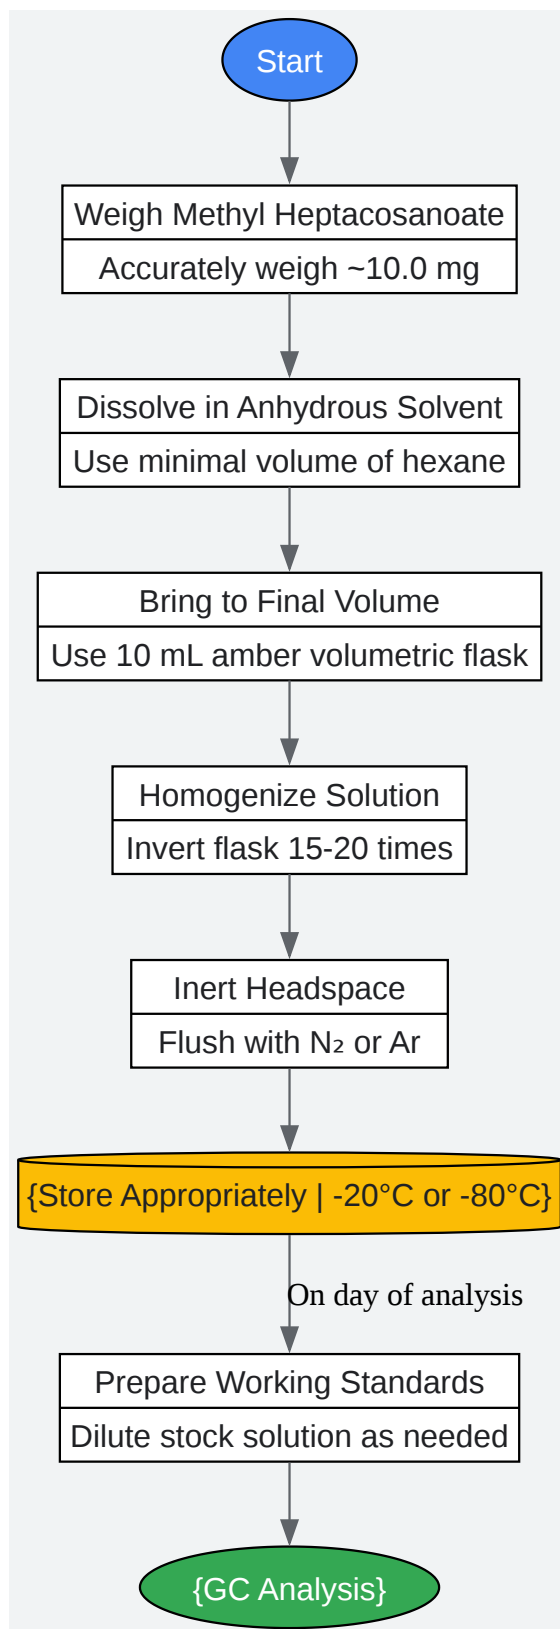 Start
Weigh Methyl Heptacosanoate
Accurately weigh ~10.0 mg
Dissolve in Anhydrous Solvent
Use minimal volume of hexane
Bring to Final Volume
Use 10 mL amber volumetric flask
Homogenize Solution
Invert flask 15-20 times
Inert Headspace
Flush with N₂ or Ar
{Store Appropriately | -20°C or -80°C}
On day of analysis
Prepare Working Standards
Dilute stock solution as needed
{GC Analysis}